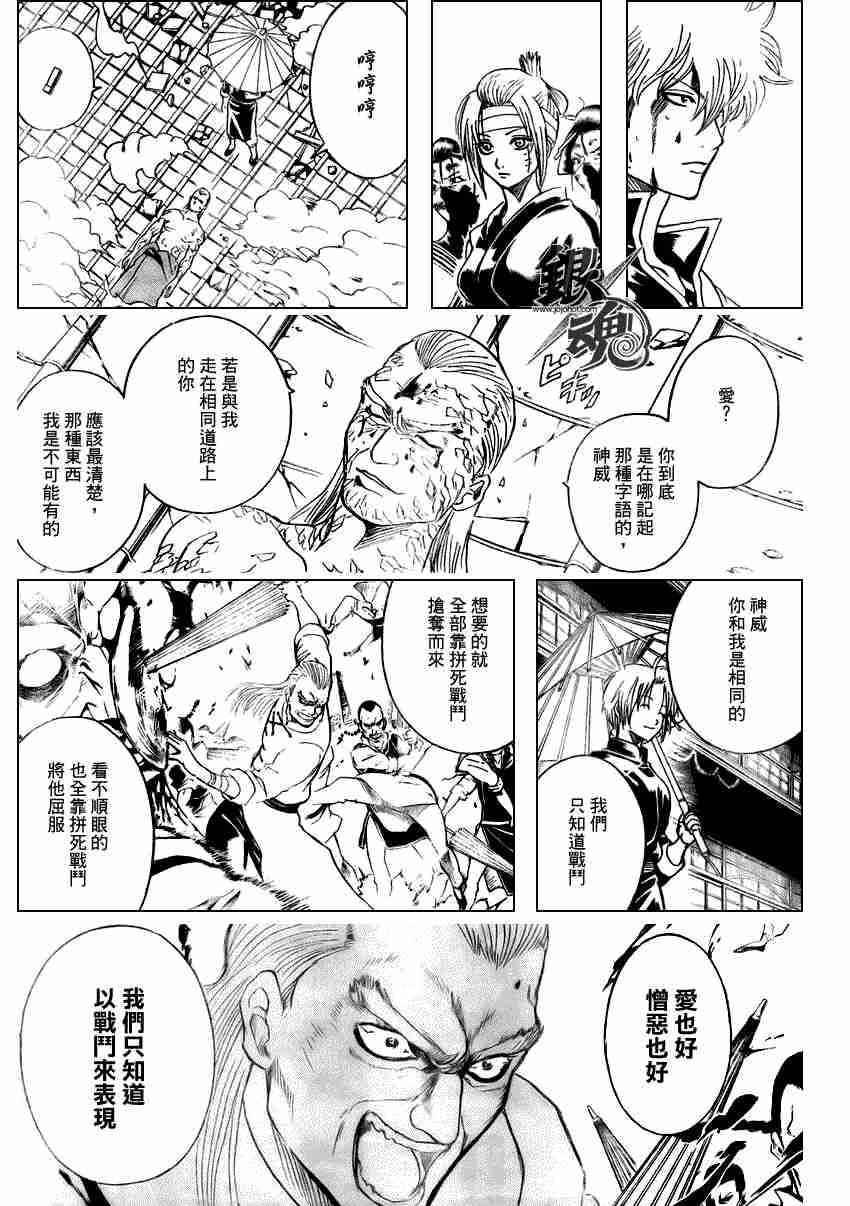 哼哼哼
一
銀魂
www.jojohot.com
ピキッ
愛？
你到底
是在哪記起
那種字語的，
神威
若是與我
走在相同道路上
的你
應該最清楚，
那種東西
我是不可能有的
神威
你和我是相同的
我們
只知道戰鬥
想要的就
全部靠拼死戰鬥
搶奪而來
看不順眼的
也全靠拼死戰鬥
將他屈服
愛也好
憎惡也好
我們只知道
以戰鬥來表現